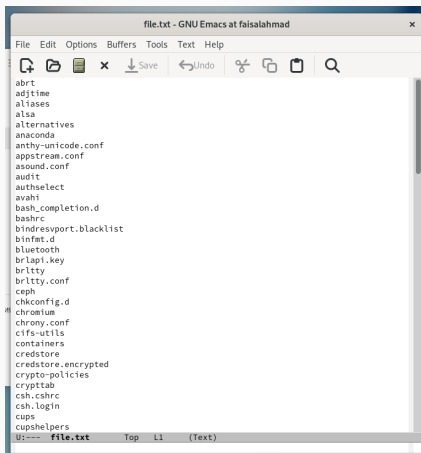 file.txt - GNU Emacs at faisalahmad
File Edit Options Buffers Tools Text Help
Save Undo
abrt
adjtime
aliases
alsa
alternatives
anaconda
anthy-unicode.conf
appstream.conf
asound.conf
audit
authselect
avahi
bash_completion.d
bashrc
bindresvport.blacklist
binfmt.d
bluetooth
brlapi.key
brltty
brltty.conf
ceph
chkconfig.d
chromium
chrony.conf
cifs-utils
containers
credstore
credstore.encrypted
crypto-policies
crypttab
csh.cshrc
csh.login
cups
cupshelpers
U:--- file.txt Top L1 (Text)